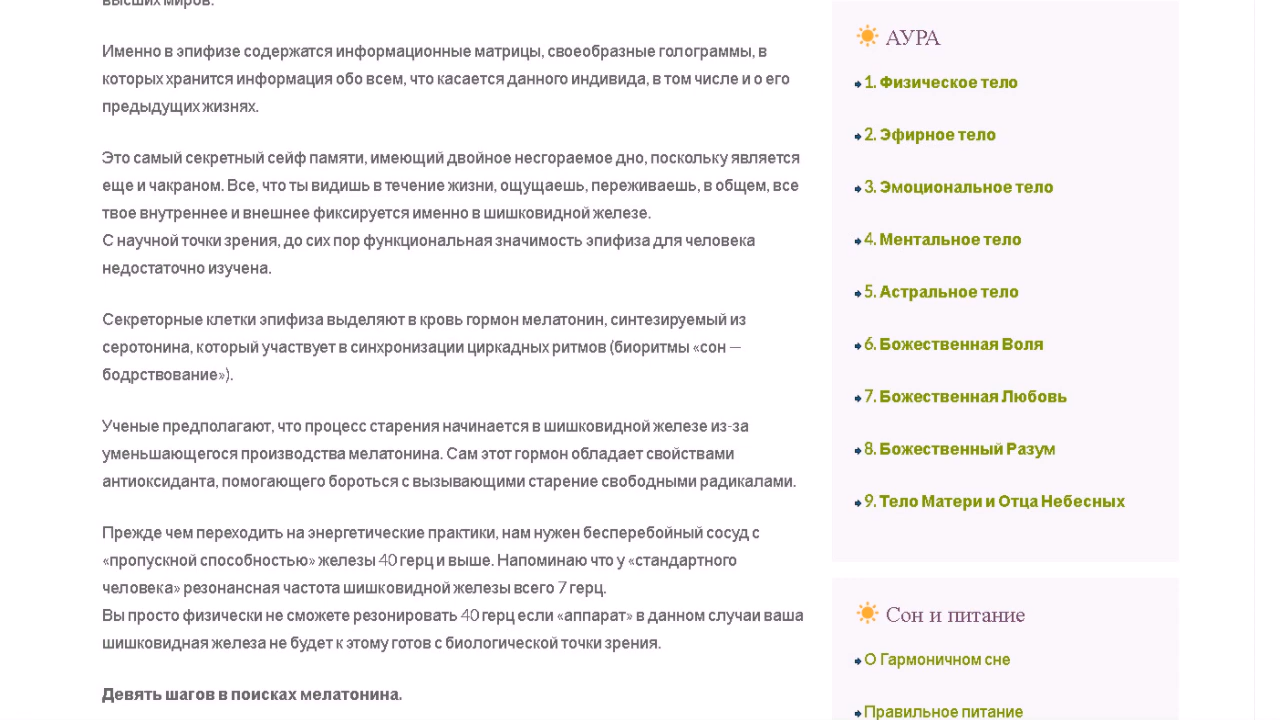 высших миров.
Именно в эпифизе содержатся информационные матрицы, своеобразные голограммы, в
которых хранится информация обо всем, что касается данного индивида, в том числе и о его
предыдущих жизнях.
Это самый секретный сейф памяти, имеющий двойное несгораемое дно, поскольку является
еще и чакраном. Все, что ты видишь в течение жизни, ощущаешь, переживаешь, в общем, все
твое внутреннее и внешнее фиксируется именно в шишковидной железе.
С научной точки зрения, до сих пор функциональная значимость эпифиза для человека
недостаточно изучена.
Секреторные клетки эпифиза выделяют в кровь гормон мелатонин, синтезируемый из
серотонина, который участвует в синхронизации циркадных ритмов (биоритмы «сон —
бодрствование»).
Ученые предполагают, что процесс старения начинается в шишковидной железе из-за
уменьшающегося производства мелатонина. Сам этот гормон обладает свойствами
антиоксиданта, помогающего бороться с вызывающими старение свободными радикалами.
Прежде чем переходить на энергетические практики, нам нужен бесперебойный сосуд с
«пропускной способностью» железы 40 герц и выше. Напоминаю что у «стандартного
человека» резонансная частота шишковидной железы всего 7 герц.
Вы просто физически не сможете резонировать 40 герц если «аппарат» в данном случаи ваша
шишковидная железа не будет к этому готов с биологической точки зрения.
Девять шагов в поисках мелатонина.
АУРА
1. Физическое тело
2. Эфирное тело
3. Эмоциональное тело
4. Ментальное тело
5. Астральное тело
6. Божественная Воля
7. Божественная Любовь
8. Божественный Разум
9. Тело Матери и Отца Небесных
Сон и питание
О Гармоничном сне
Правильное питание